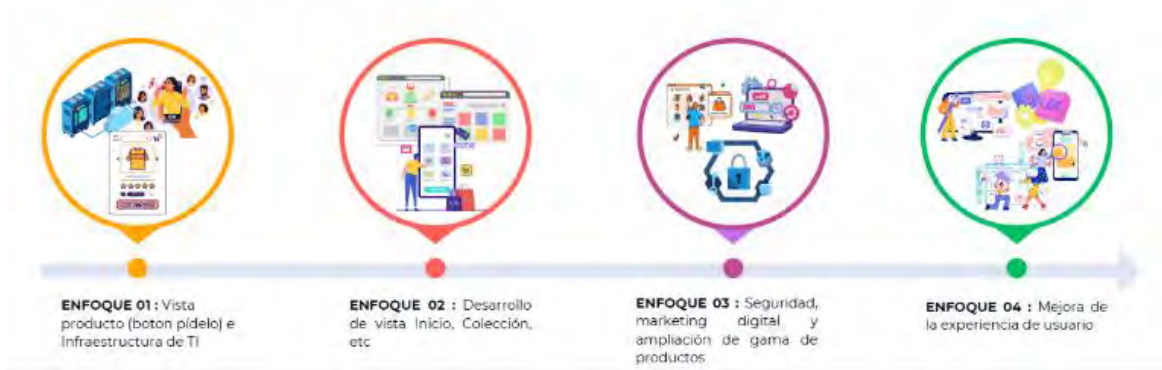 ENFOQUE 01 : Vista
producto (boton pídelo) e
Infraestructura de TI
ENFOQUE 02 : Desarrollo
de vista Inicio, Colección,
etc
ENFOQUE 03 : Seguridad,
marketing digital y
ampliación de gama de
productos
ENFOQUE 04 : Mejora de
la experiencia de usuario